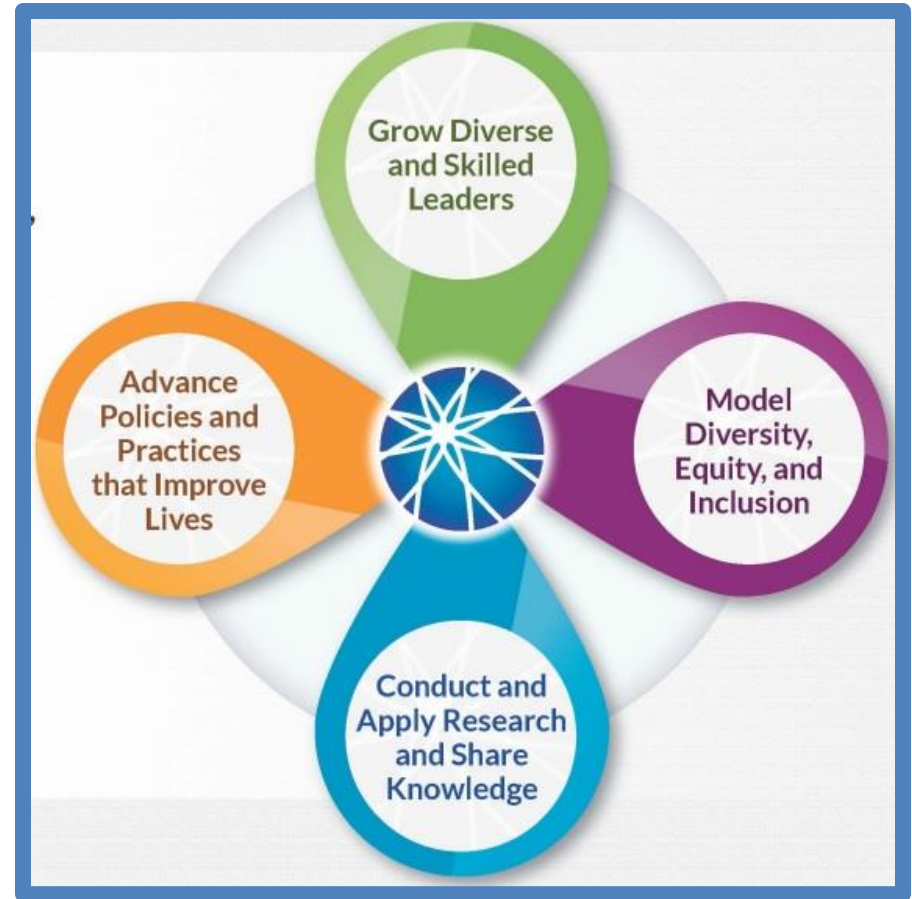 Grow Diverse
and Skilled
Leaders
,
Advance
Policies and
Practices
that Improve
Lives
Model
Diversity,
Equity, and
Inclusion
Conduct and
Apply Research
and Share
Knowledge